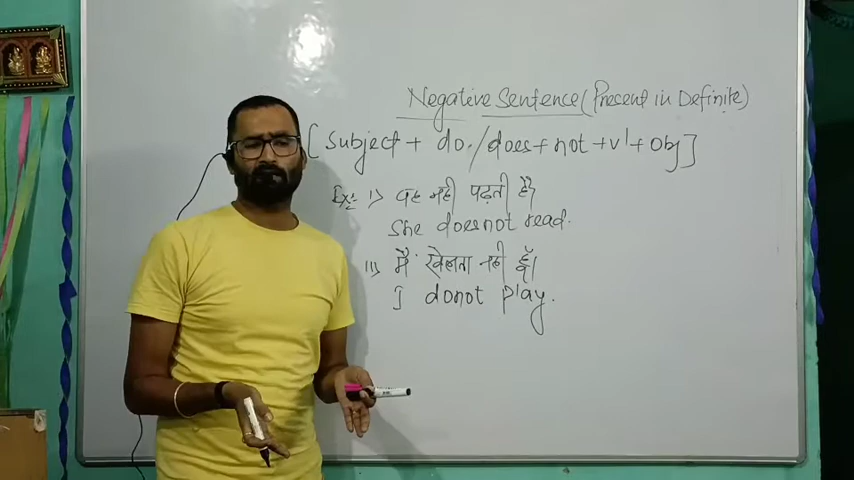 Negative Sentence (Present in Definite)
[Subject + do / does + not + V¹ + Obj]
Ex:- i) वह नही पढ़ती है।
She doesnot read.
ii) मैं खेलता नही हूँ।
I donot play.